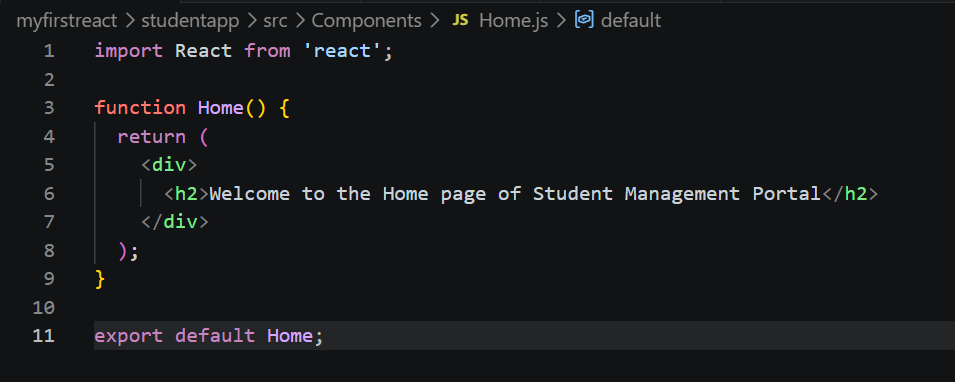 myfirstreact > studentapp > src > Components > JS Home.js > default
1 import React from 'react';
2
3 function Home() {
4   return (
5     <div>
6       <h2>Welcome to the Home page of Student Management Portal</h2>
7     </div>
8   );
9 }
10
11 export default Home;